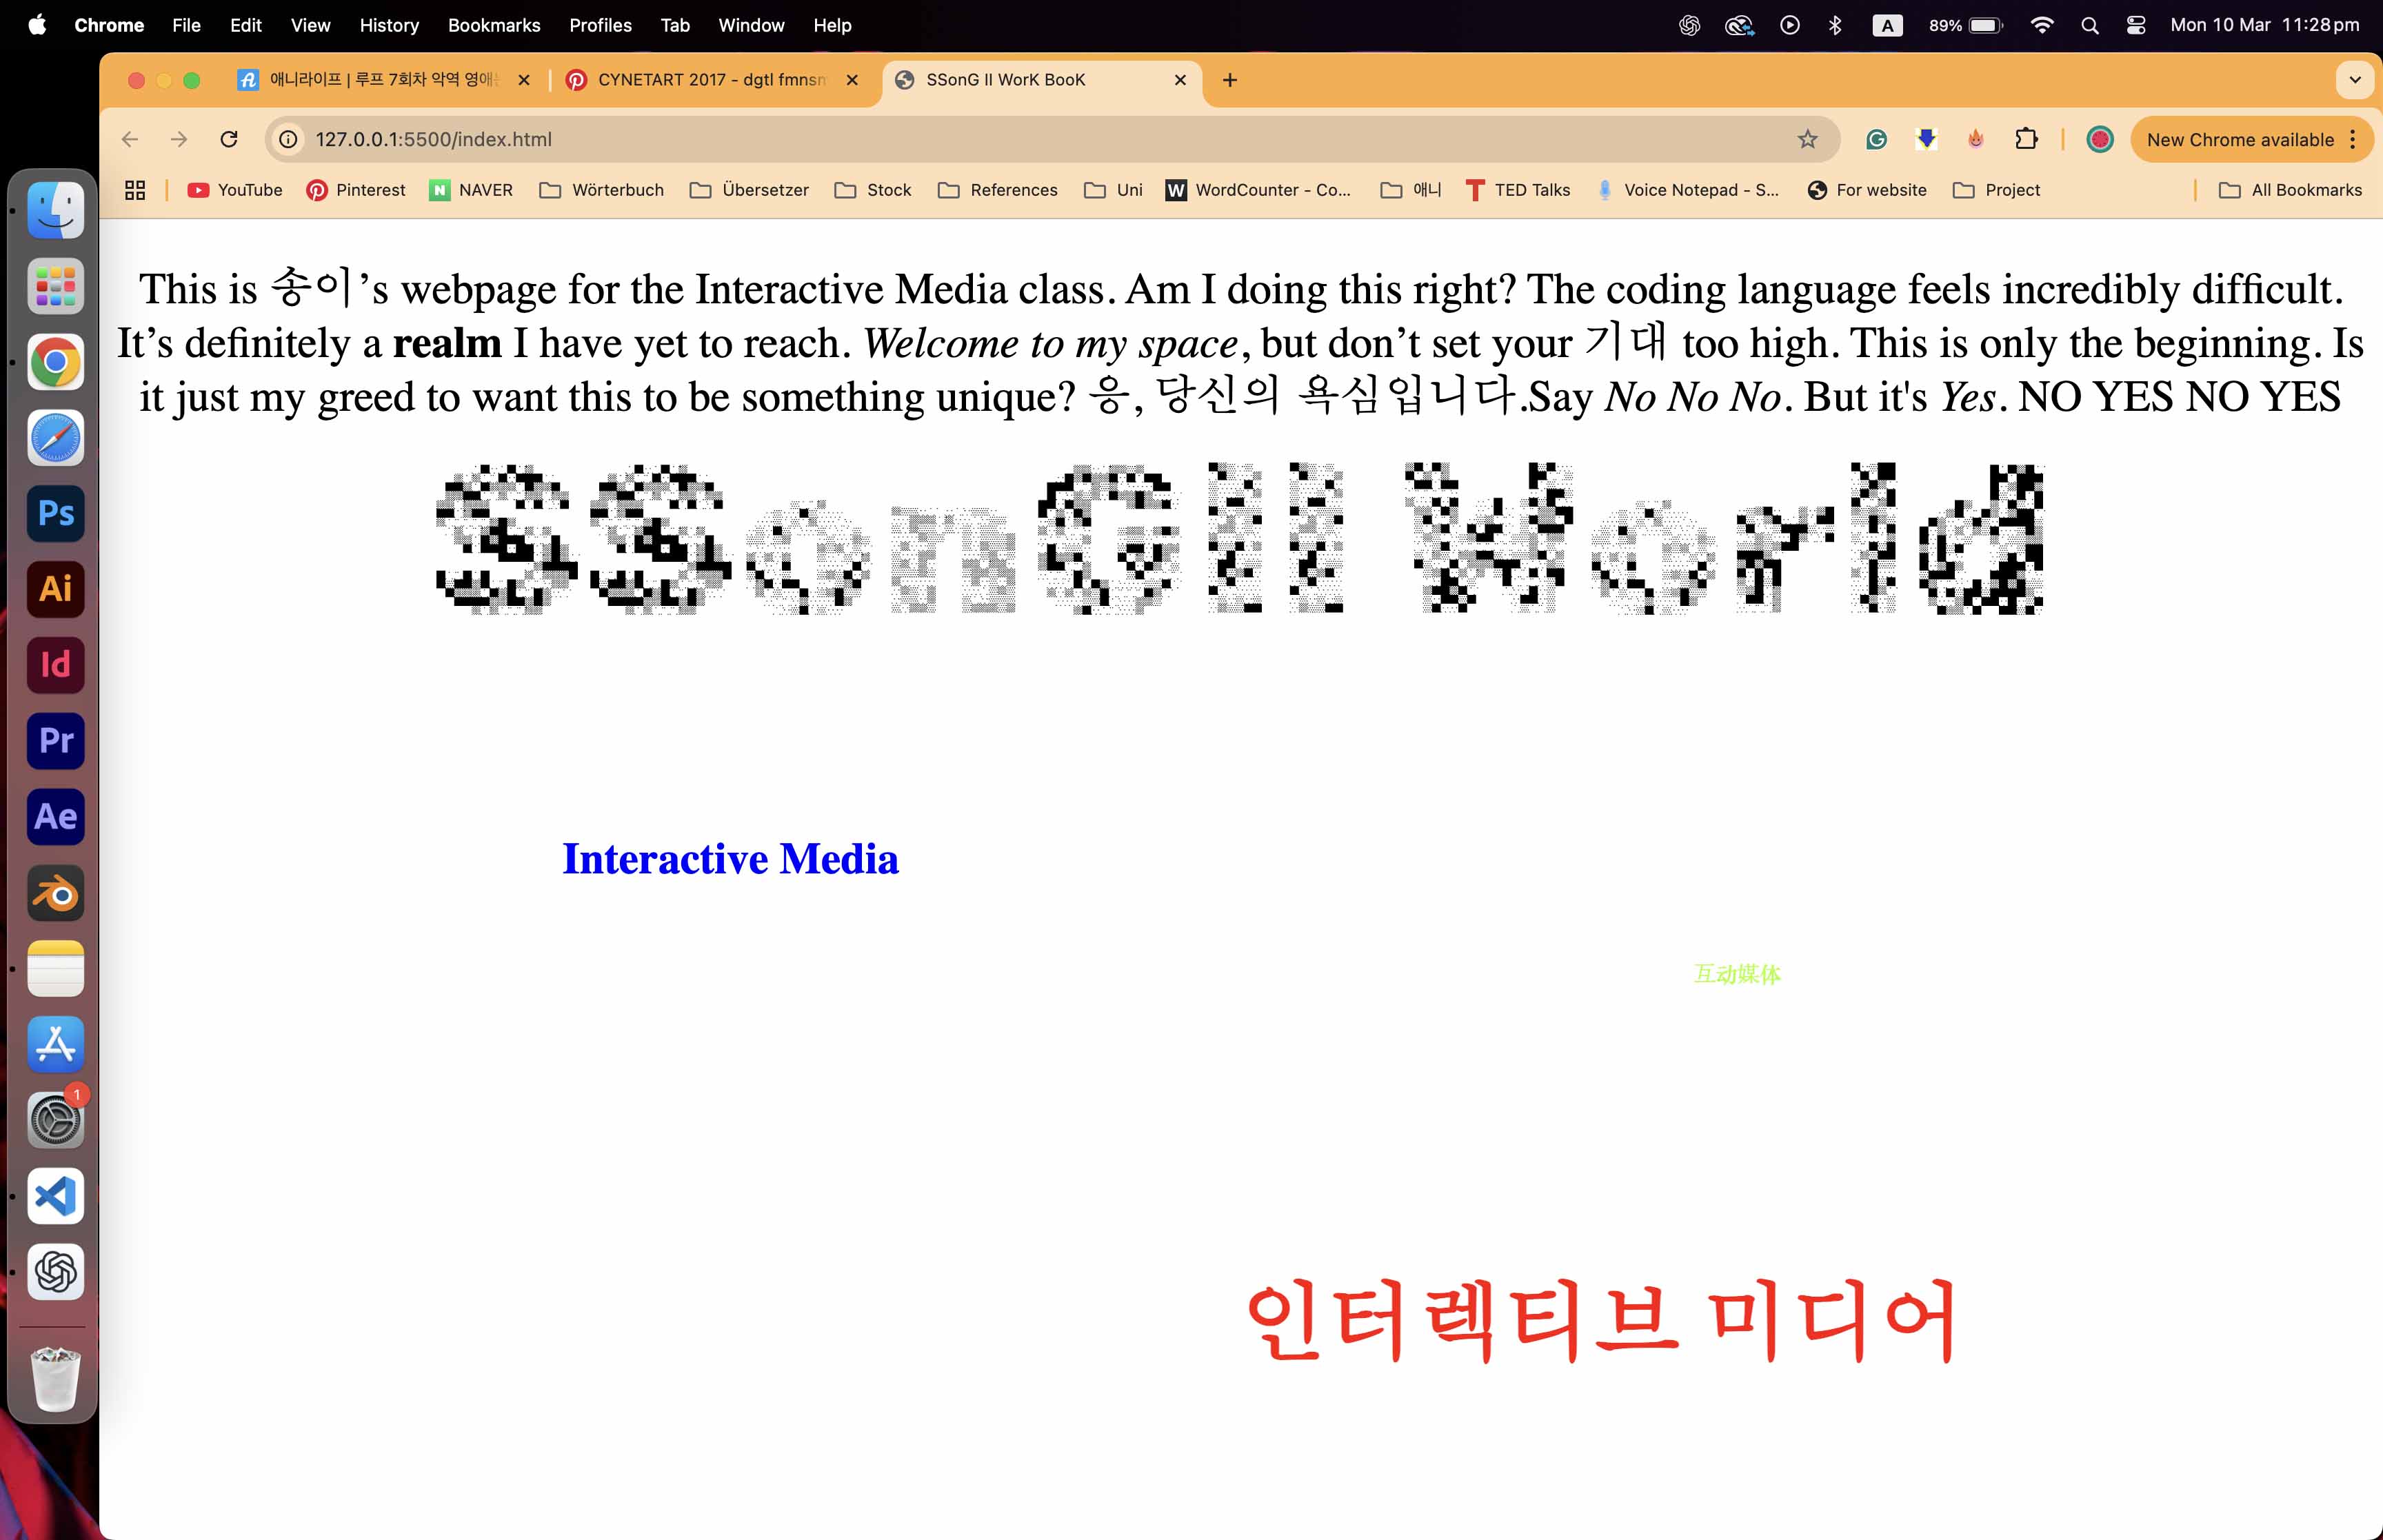 Chrome File Edit View History Bookmarks Profiles Tab Window Help A 89% Mon 10 Mar 11:28 pm
애니라이프 | 루프 7회차 악역 영애는 CYNETART 2017 - dgtl fmnsm SSonG ll WorK BooK
127.0.0.1:5500/index.html New Chrome available
YouTube Pinterest N NAVER Wörterbuch Übersetzer Stock References Uni W WordCounter - Co... 애니 TED Talks Voice Notepad - S... For website Project All Bookmarks
This is 송이’s webpage for the Interactive Media class. Am I doing this right? The coding language feels incredibly difficult.
It’s definitely a realm I have yet to reach. Welcome to my space, but don’t set your 기대 too high. This is only the beginning. Is
it just my greed to want this to be something unique? 응, 당신의 욕심입니다.Say No No No. But it's Yes. NO YES NO YES
SSonGll World
Ps
Ai
Id
Pr
Ae
Interactive Media
互动媒体
1
인터렉티브 미디어